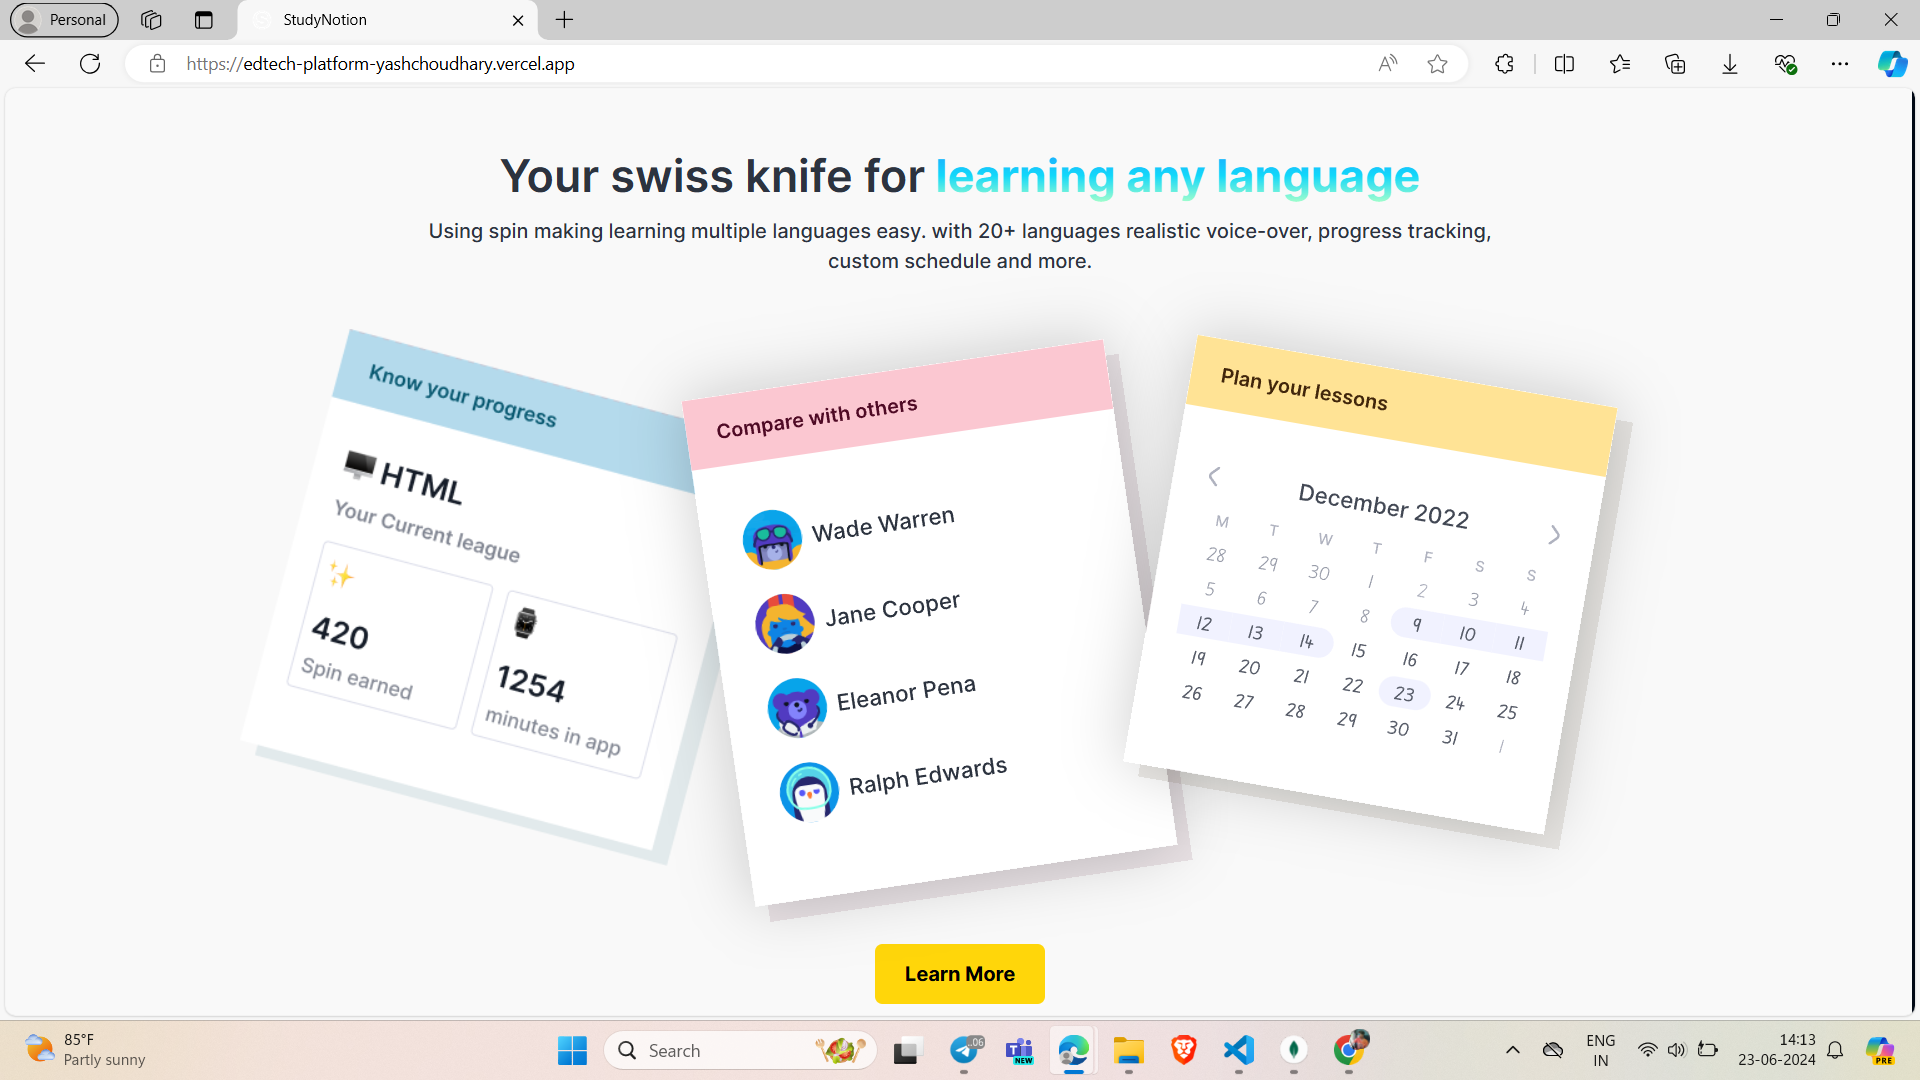 Personal
StudyNotion
https://edtech-platform-yashchoudhary.vercel.app
Your swiss knife for learning any language
Using spin making learning multiple languages easy. with 20+ languages realistic voice-over, progress tracking,
custom schedule and more.
Know your progress
HTML
Your Current league
420
Spin earned
1254
minutes in app
Compare with others
Wade Warren
Jane Cooper
Eleanor Pena
Ralph Edwards
Plan your lessons
December 2022
M T W T F S S
28 29 30 1 2 3 4
5 6 7 8 9 10 11
12 13 14 15 16 17 18
19 20 21 22 23 24 25
26 27 28 29 30 31 1
Learn More
85°F
Partly sunny
Search
..06
NEW
ENG
IN
14:13
23-06-2024
PRE